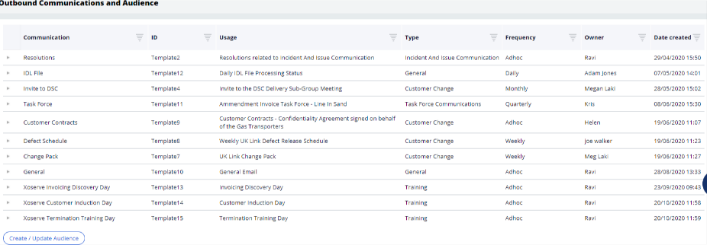 Outbound Communications and Audience
Communication ID Usage Type Frequency Owner Date created
Resolutions Template2 Resolutions related to Incident And Issue Communication Incident And Issue Communication Adhoc Ravi 29/04/2020 15:50
IDL File Template12 Daily IDL File Processing Status General Daily Adam Jones 07/05/2020 14:01
Invite to DSC Template4 Invite to the DSC Delivery Sub-Group Meeting Customer Change Monthly Megan Laki 28/05/2020 15:02
Task Force Template11 Ammendment Invoice Task Force - Line In Sand Task Force Communications Quarterly Kris 08/06/2020 15:30
Customer Contracts Template9 Customer Contracts - Confidentiality Agreement signed on behalf
of the Gas Transporters Customer Change Adhoc Helen 19/06/2020 11:07
Defect Schedule Template8 Weekly UK Link Defect Release Schedule Customer Change Weekly joe walker 19/06/2020 11:23
Change Pack Template7 UK Link Change Pack Customer Change Weekly Meg Laki 19/06/2020 11:27
General Template10 General Email General Adhoc Ravi 28/08/2020 13:33
Xoserve Invoicing Discovery Day Template13 Invoicing Discovery Day Training Adhoc Ravi 23/09/2020 09:43
Xoserve Customer Induction Day Template14 Customer Induction Day Training Adhoc Ravi 20/10/2020 11:58
Xoserve Termination Training Day Template15 Termination Training Day Training Adhoc Ravi 20/10/2020 11:59
Create / Update Audience